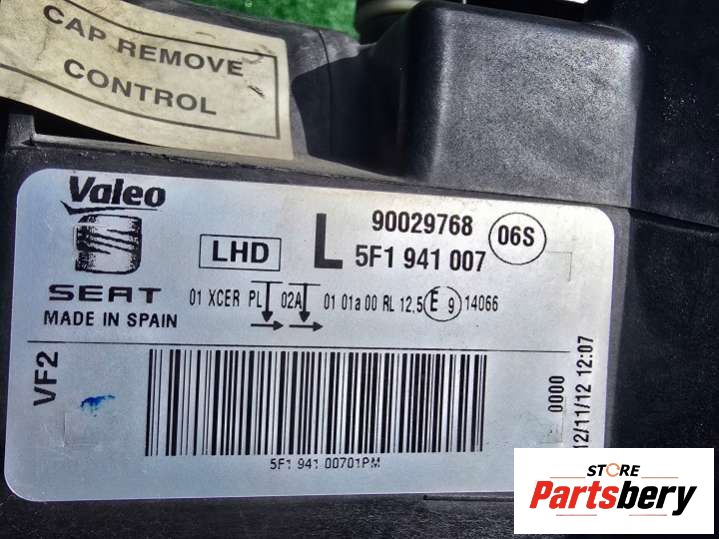 CAP REMOVE
CONTROL
Valeo
SEAT
MADE IN SPAIN
LHD
L
90029768
5F1 941 007
06S
01 XCER PL 02A 01 01a 00 RL 12.5 E 9 14066
VF2
5F1 941 00701PM
0000
12/11/12 12:07
STORE
Partsbery